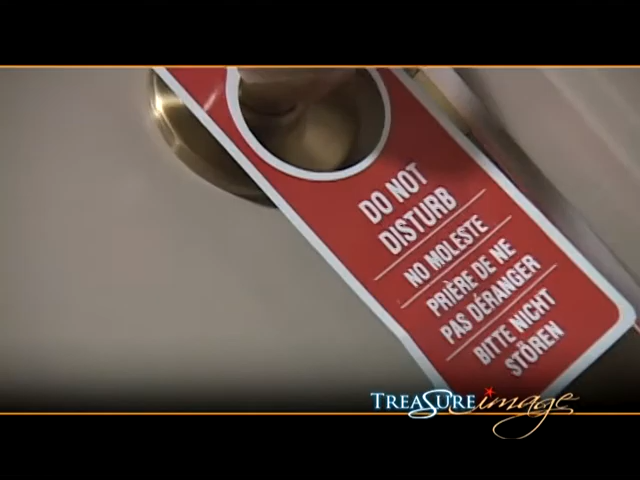 DO NOT
DISTURB
NO MOLESTE
PRIÈRE DE NE
PAS DÉRANGER
BITTE NICHT
STÖREN
TREASURE image